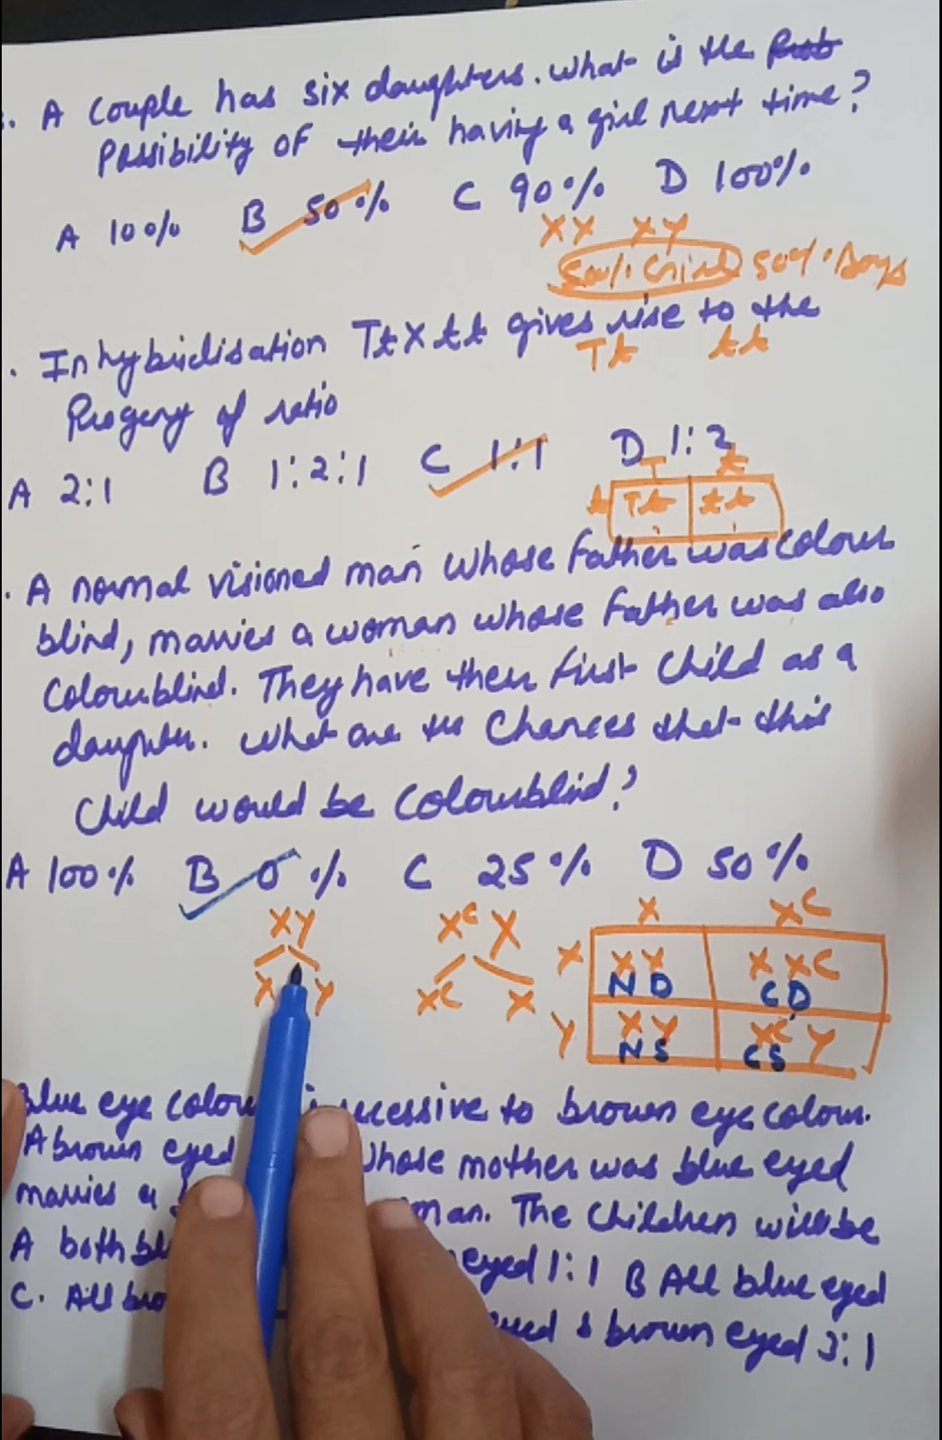 . A Couple has six daughters. What is the
Possibility of their having a girl next time?
A 100% B 50% C 90% D 100%
XX XY
50% Girls 50% Boys
. In hybridisation Tt X tt gives rise to the
Tt tt
Progeny of ratio
A 2:1 B 1:2:1 C 1:1 D 1:2
T t
t Tt tt
. A normal visioned man whose Father was colour
blind, marries a woman whose Father was also
Colourblind. They have their First Child as a
daughter. What are the Chances that this
Child would be Colourblind?
A 100% B 0% C 25% D 50%
XY XᶜX X Xᶜ
X Y Xᶜ X X XX ND XXᶜ CD
Y XY NS XᶜY CS
Blue eye colour recessive to brown eye colour.
A brown eyed whose mother was blue eyed
marries a The Children will be
A both eyed 1:1 B All blue eyed
C. All & brown eyed 3:1